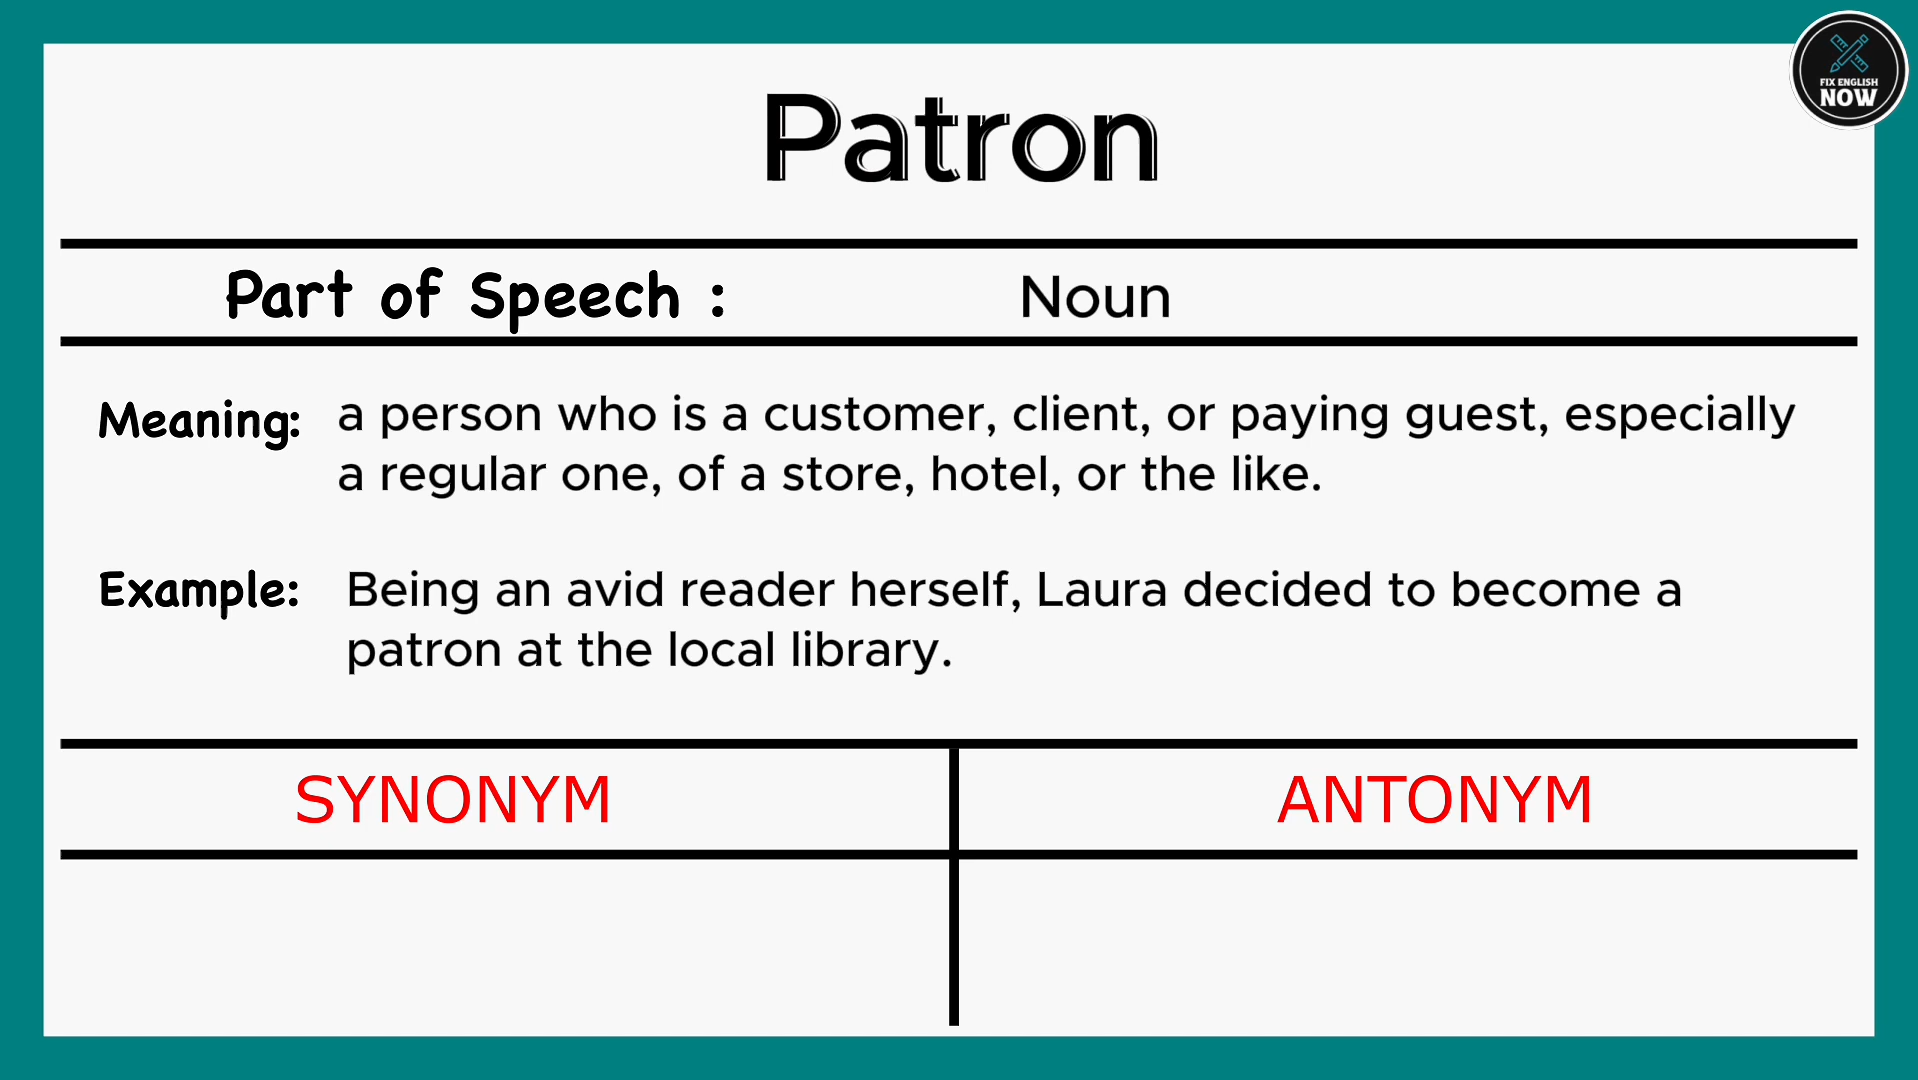 FIX ENGLISH
NOW
Patron
Part of Speech : Noun
Meaning: a person who is a customer, client, or paying guest, especially
a regular one, of a store, hotel, or the like.
Example: Being an avid reader herself, Laura decided to become a
patron at the local library.
SYNONYM ANTONYM